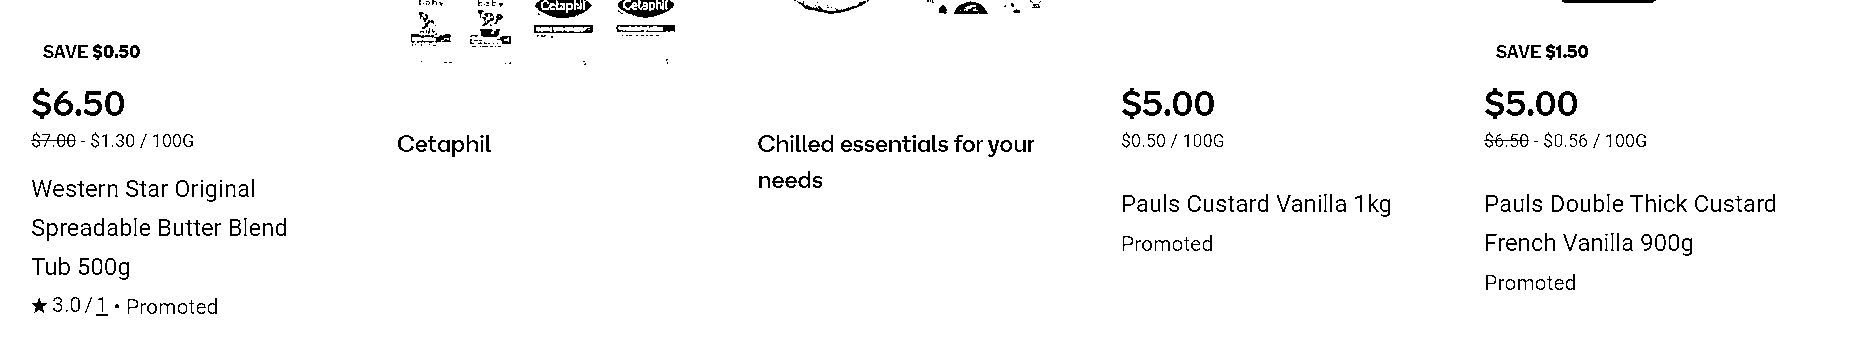 baby
baby
Cetaphil
Cetaphil
SAVE $0.50
$6.50
$7.00 - $1.30 / 100G
Western Star Original
Spreadable Butter Blend
Tub 500g
★ 3.0 / 1 • Promoted
Cetaphil
Chilled essentials for your
needs
$5.00
$0.50 / 100G
Pauls Custard Vanilla 1kg
Promoted
SAVE $1.50
$5.00
$6.50 - $0.56 / 100G
Pauls Double Thick Custard
French Vanilla 900g
Promoted